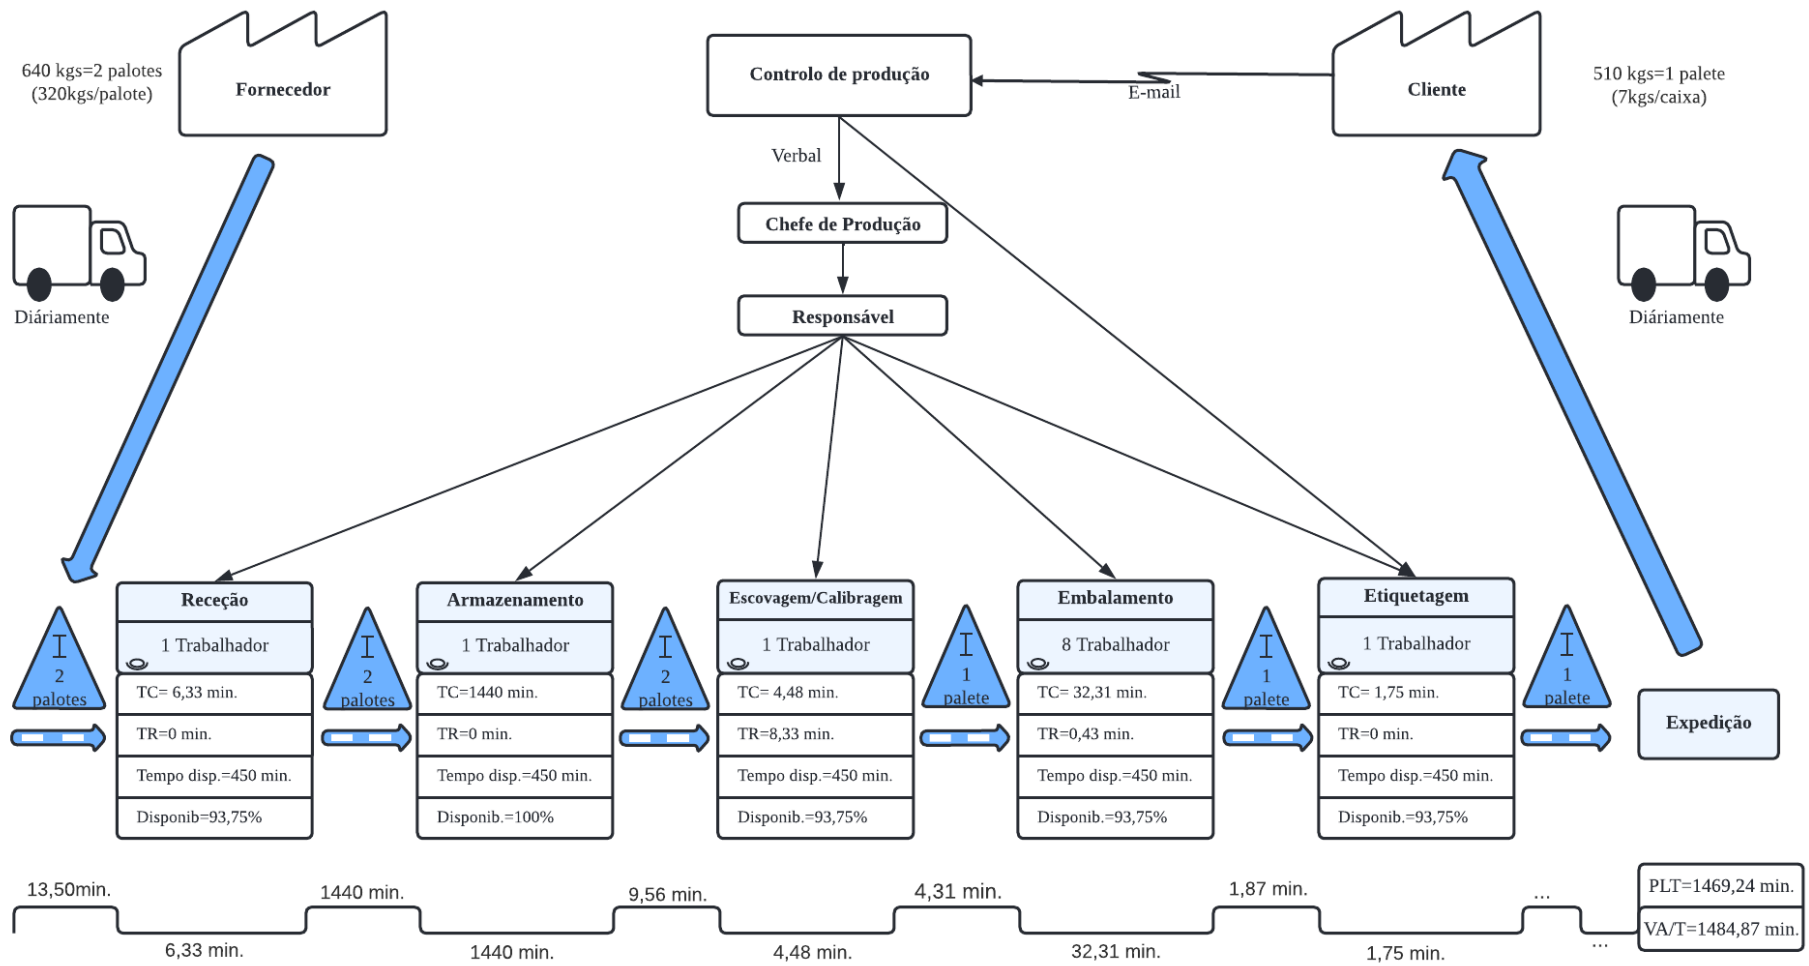 640 kgs=2 palotes
(320kgs/palote)
Fornecedor
Controlo de produção
E-mail
Cliente
510 kgs=1 palete
(7kgs/caixa)
Verbal
Chefe de Produção
Responsável
Diáriamente
Diáriamente
I
2
palotes
Receção
1 Trabalhador
TC= 6,33 min.
TR=0 min.
Tempo disp.=450 min.
Disponib=93,75%
I
2
palotes
Armazenamento
1 Trabalhador
TC=1440 min.
TR=0 min.
Tempo disp.=450 min.
Disponib.=100%
I
2
palotes
Escovagem/Calibragem
1 Trabalhador
TC= 4,48 min.
TR=8,33 min.
Tempo disp.=450 min.
Disponib.=93,75%
I
1
palete
Embalamento
8 Trabalhador
TC= 32,31 min.
TR=0,43 min.
Tempo disp.=450 min.
Disponib.=93,75%
I
1
palete
Etiquetagem
1 Trabalhador
TC= 1,75 min.
TR=0 min.
Tempo disp.=450 min.
Disponib.=93,75%
I
1
palete
Expedição
13,50min.
6,33 min.
1440 min.
1440 min.
9,56 min.
4,48 min.
4,31 min.
32,31 min.
1,87 min.
1,75 min.
...
...
PLT=1469,24 min.
VA/T=1484,87 min.